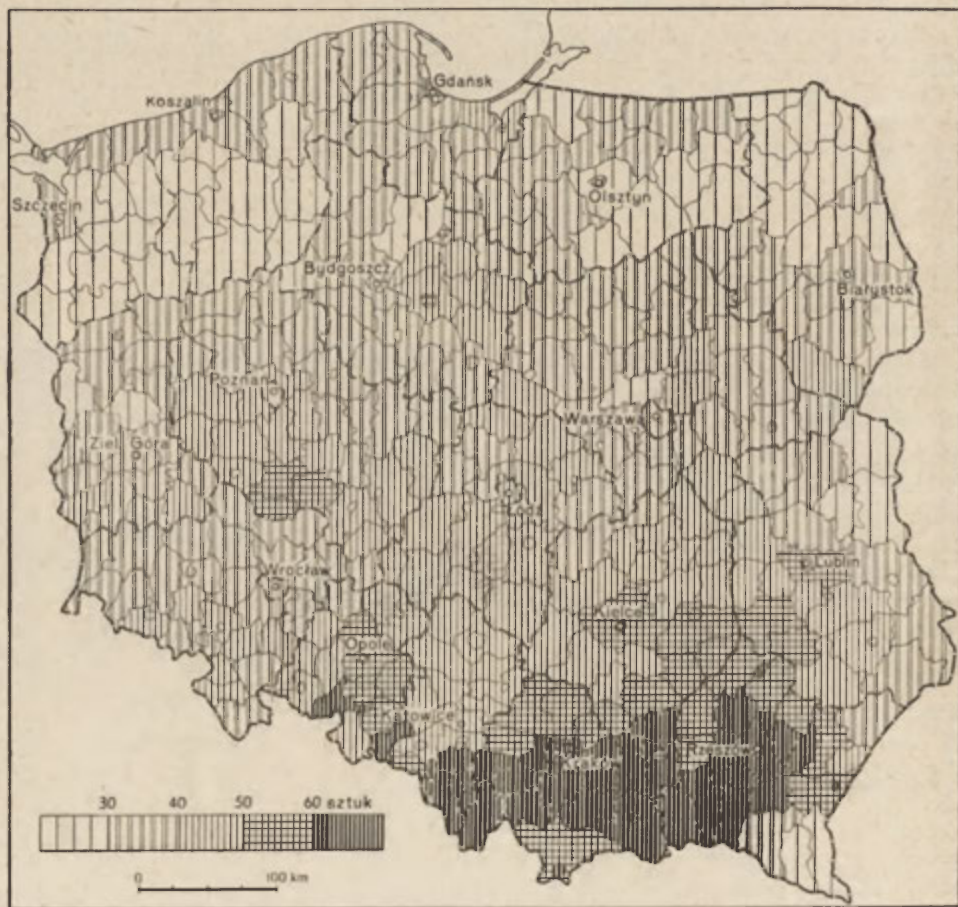 Gdańsk
Koszalin
Olsztyn
Szczecin
Bydgoszcz
Białystok
Poznań
Warszawa
Ziel. Góra
Łódź
Lublin
Wrocław
Kielce
Opole
Katowice
Kraków
Rzeszów
30 40 50 60 sztuk
0 100 km